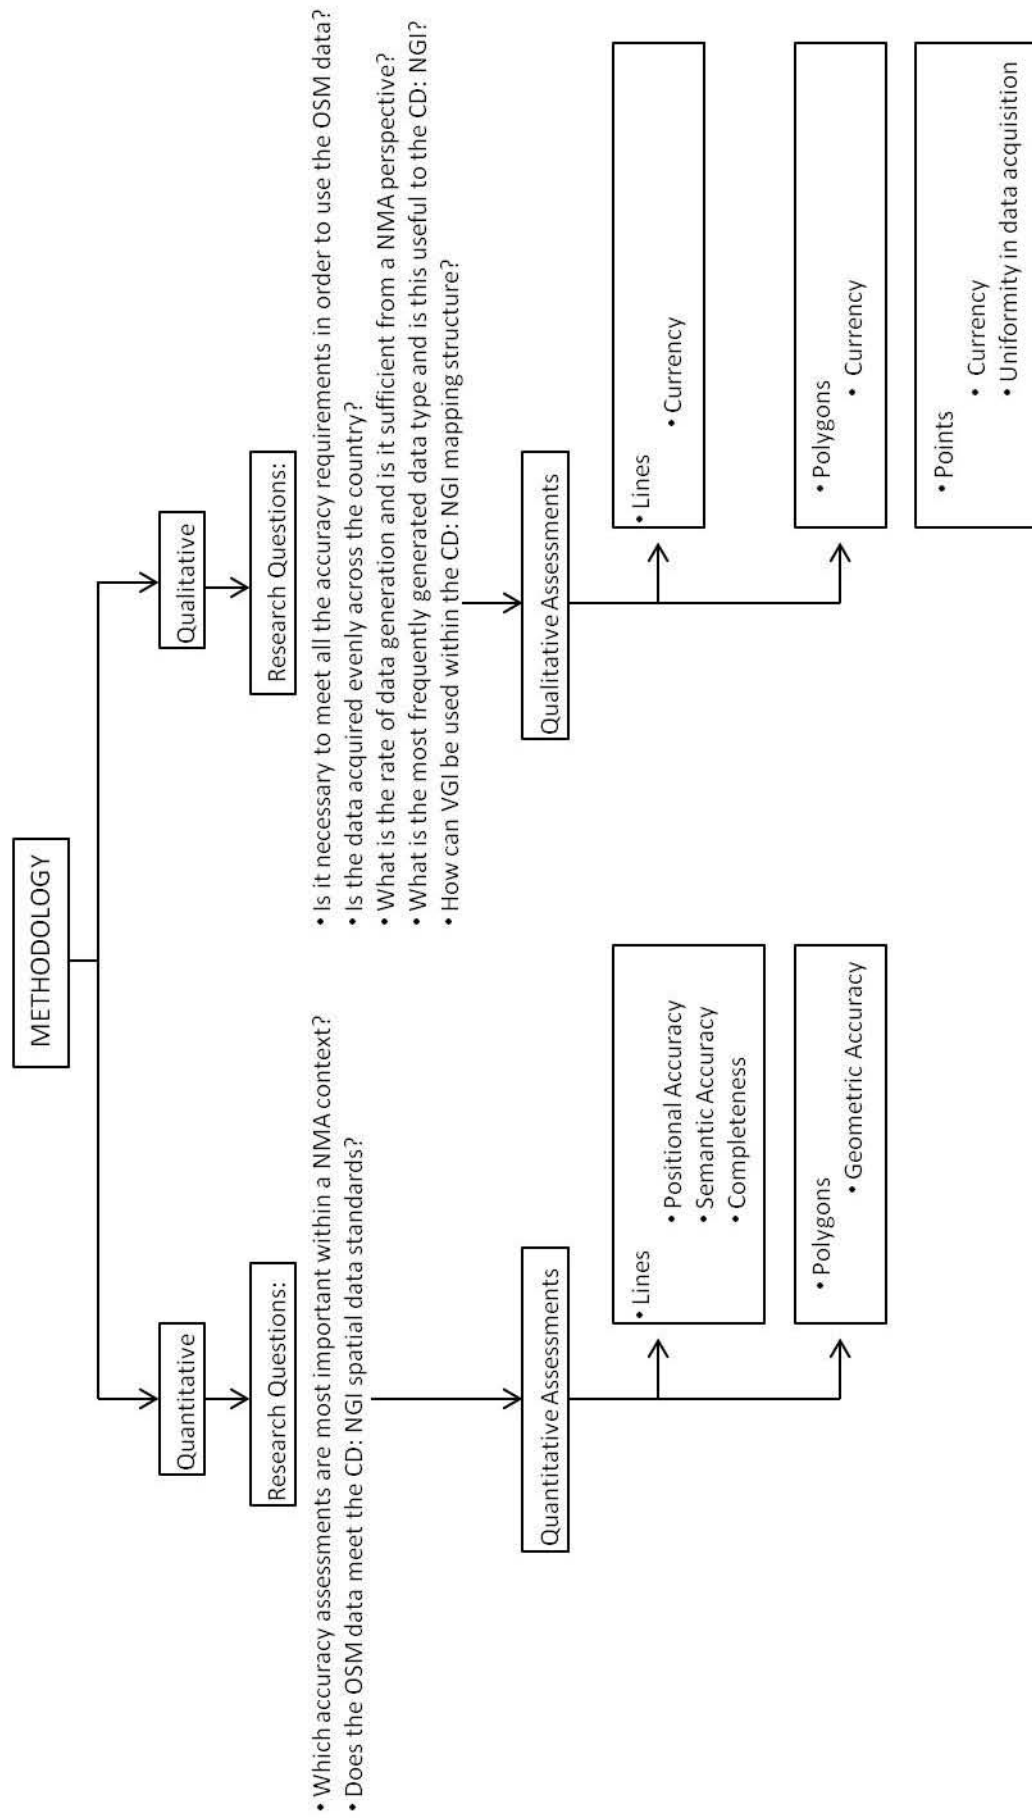 METHODOLOGY
Quantitative
Research Questions:
• Which accuracy assessments are most important within a NMA context?
• Does the OSM data meet the CD: NGI spatial data standards?
Quantitative Assessments
• Lines
• Positional Accuracy
• Semantic Accuracy
• Completeness
• Polygons
• Geometric Accuracy
Qualitative
Research Questions:
• Is it necessary to meet all the accuracy requirements in order to use the OSM data?
• Is the data acquired evenly across the country?
• What is the rate of data generation and is it sufficient from a NMA perspective?
• What is the most frequently generated data type and is this useful to the CD: NGI?
• How can VGI be used within the CD: NGI mapping structure?
Qualitative Assessments
• Lines
• Currency
• Polygons
• Currency
• Points
• Currency
• Uniformity in data acquisition